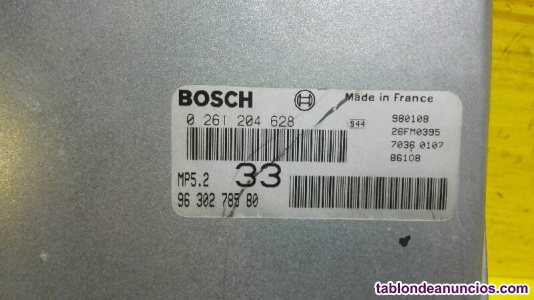 BOSCH
Made in France
0 261 204 628
944
980108
26FM0395
7036 0107
86108
MP5.2
33
96 302 785 80
tablondeanuncios.com